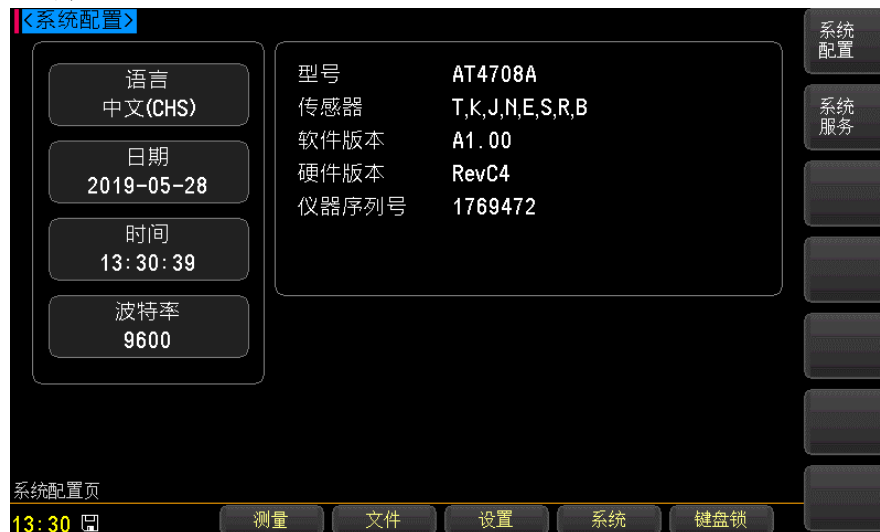 <系统配置>
语言
中文(CHS)
日期
2019-05-28
时间
13:30:39
波特率
9600
型号 AT4708A
传感器 T,K,J,N,E,S,R,B
软件版本 A1.00
硬件版本 RevC4
仪器序列号 1769472
系统
配置
系统
服务
系统配置页
13:30 测量 文件 设置 系统 键盘锁